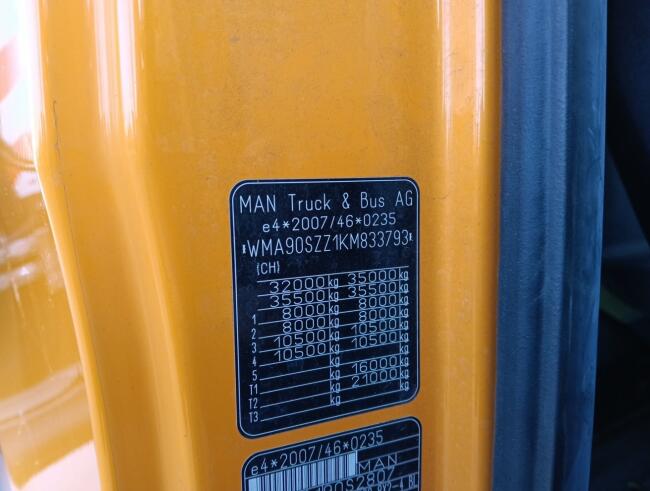 MAN Truck & Bus AG
e4*2007/46*0235
*WMA90SZZ1KM833793*
(CH)
32000kg 35000kg
35500kg 35500kg
1 8000kg 8000kg
2 8000kg 8000kg
3 10500kg 10500kg
4 10500kg 10500kg
5 kg kg
T1 kg 16000kg
T2 kg 21000kg
T3 kg kg
e4*2007/46*0235
MAN